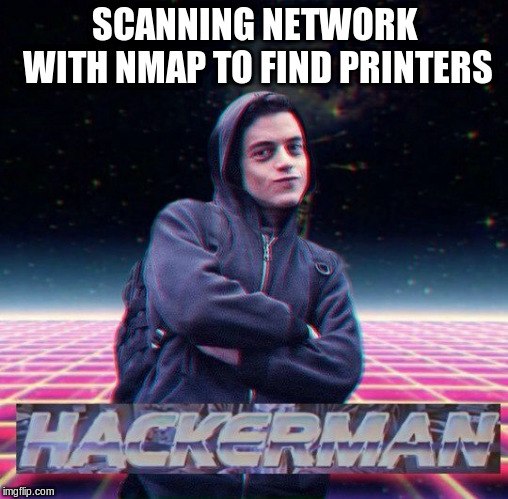 SCANNING NETWORK
WITH NMAP TO FIND PRINTERS
HACKERMAN
imgflip.com